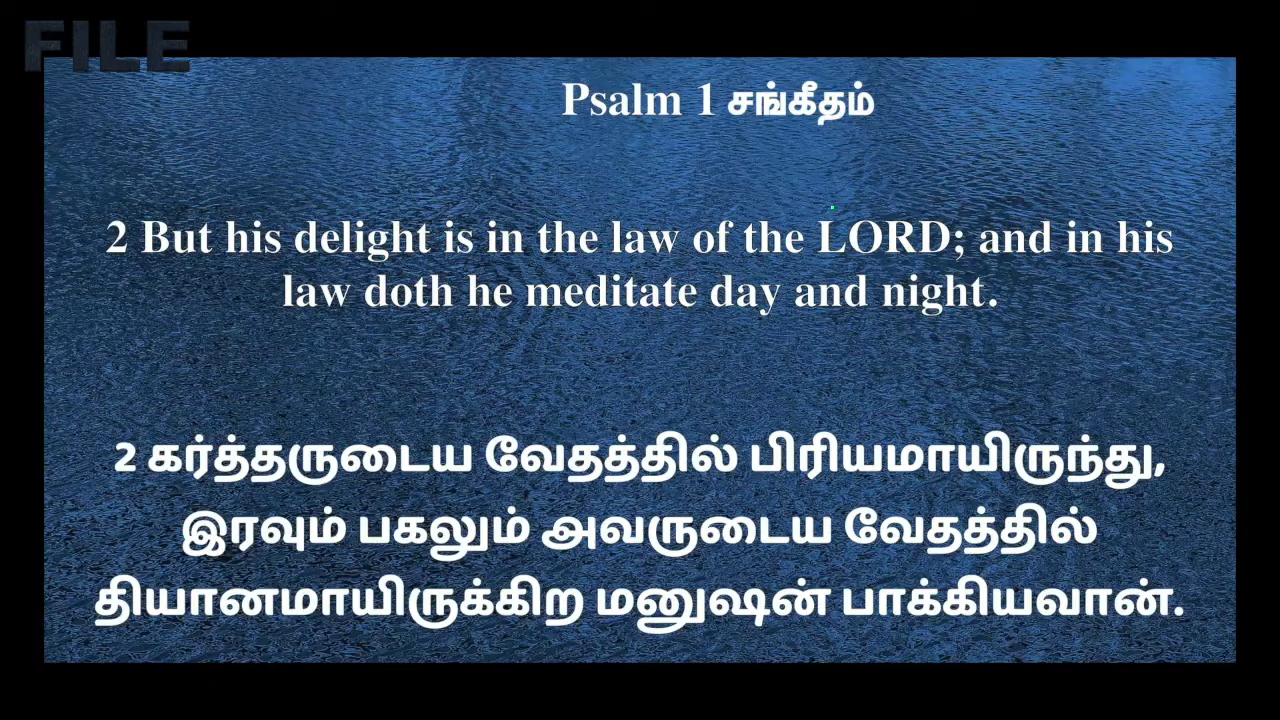 FILE
Psalm 1 சங்கீதம்
2 But his delight is in the law of the LORD; and in his
law doth he meditate day and night.
2 கர்த்தருடைய வேதத்தில் பிரியமாயிருந்து,
இரவும் பகலும் அவருடைய வேதத்தில்
தியானமாயிருக்கிற மனுஷன் பாக்கியவான்.